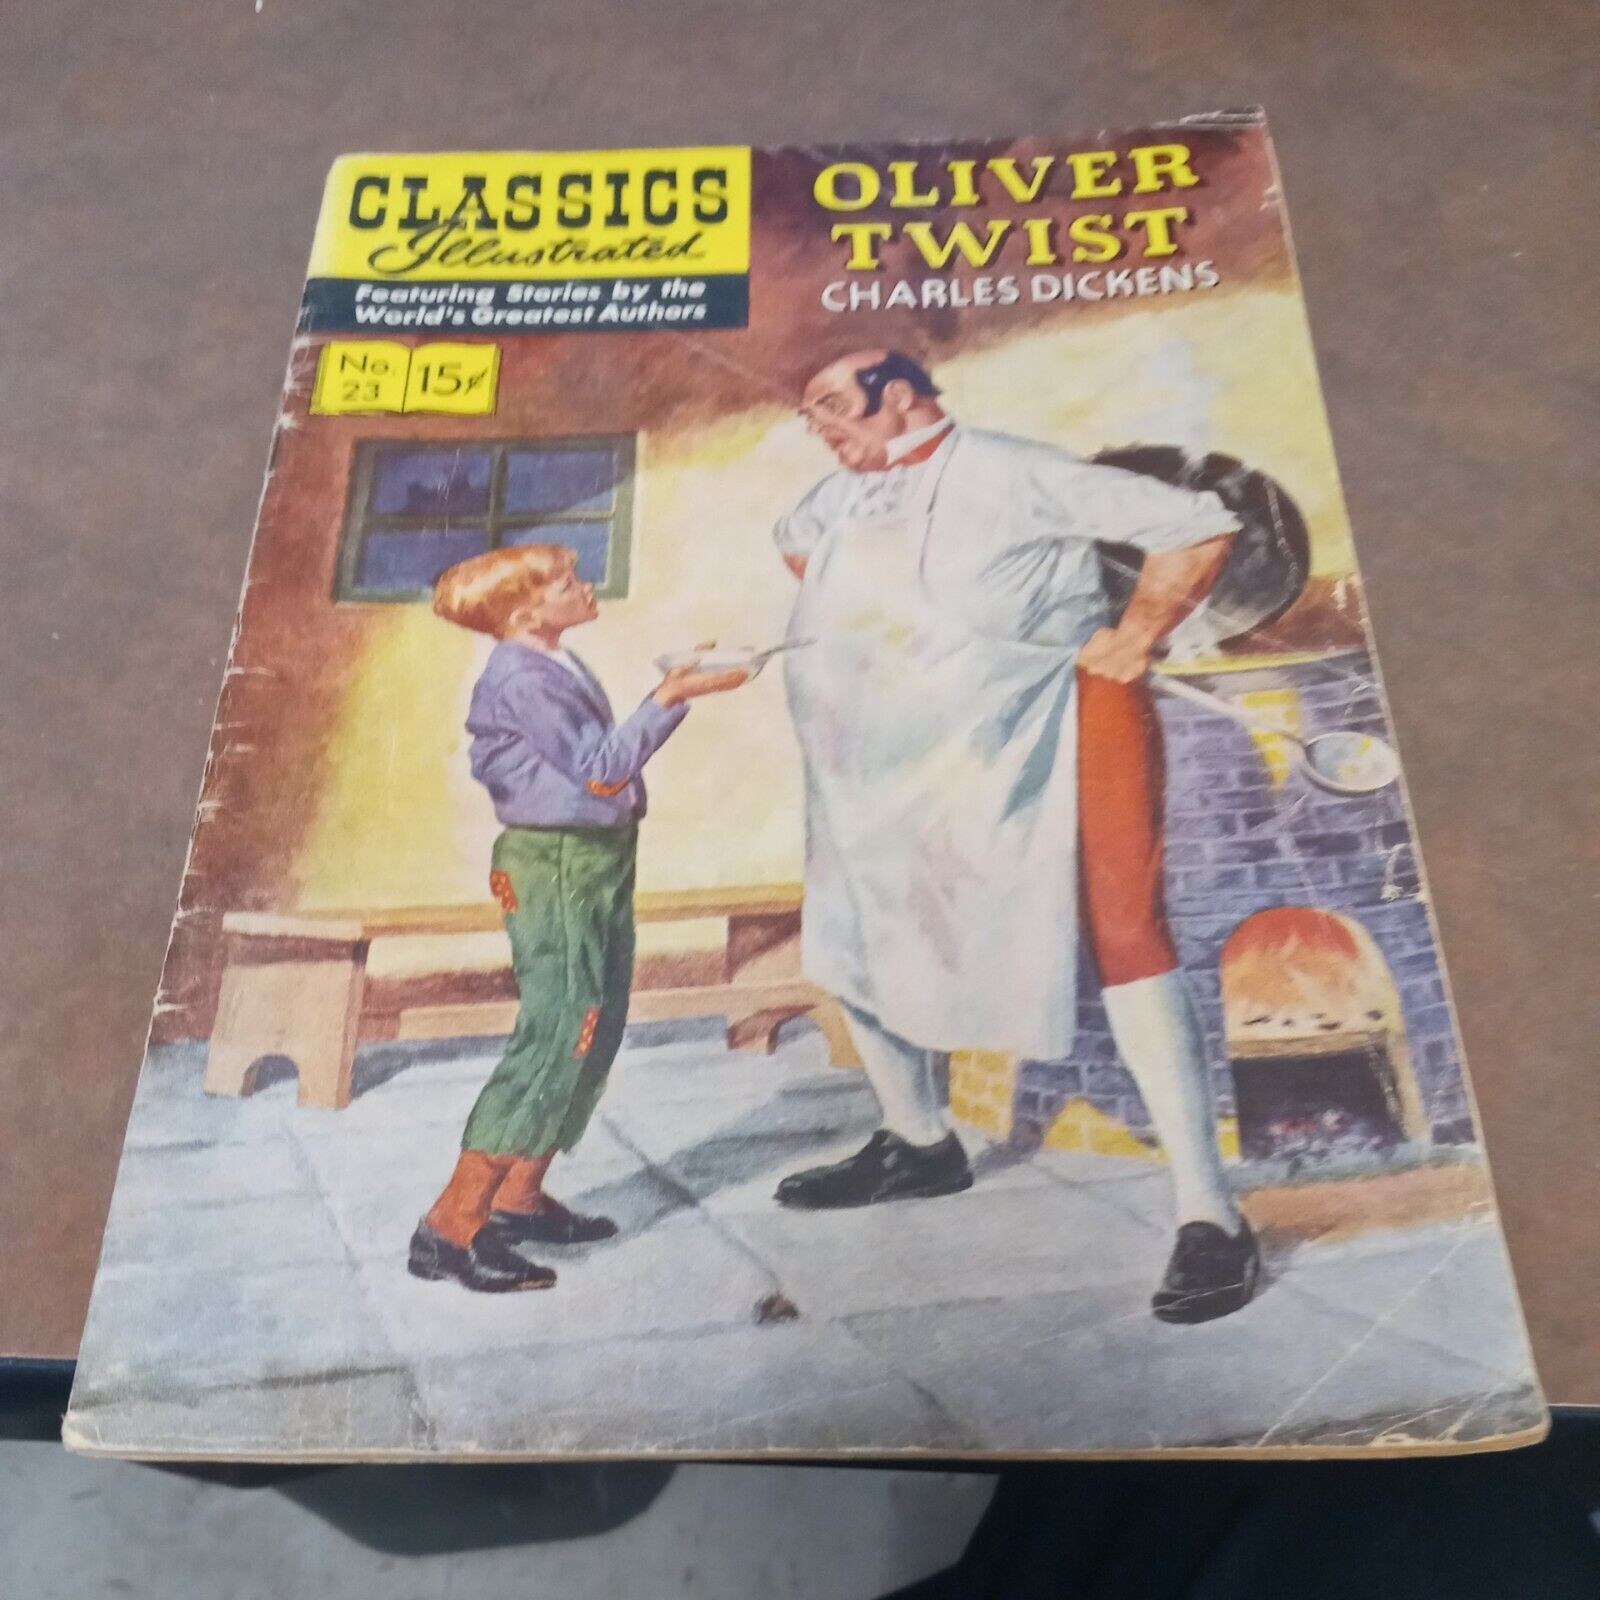 CLASSICS
Illustrated
Featuring Stories by the
World's Greatest Authors
No.
23
15¢
OLIVER
TWIST
CHARLES DICKENS